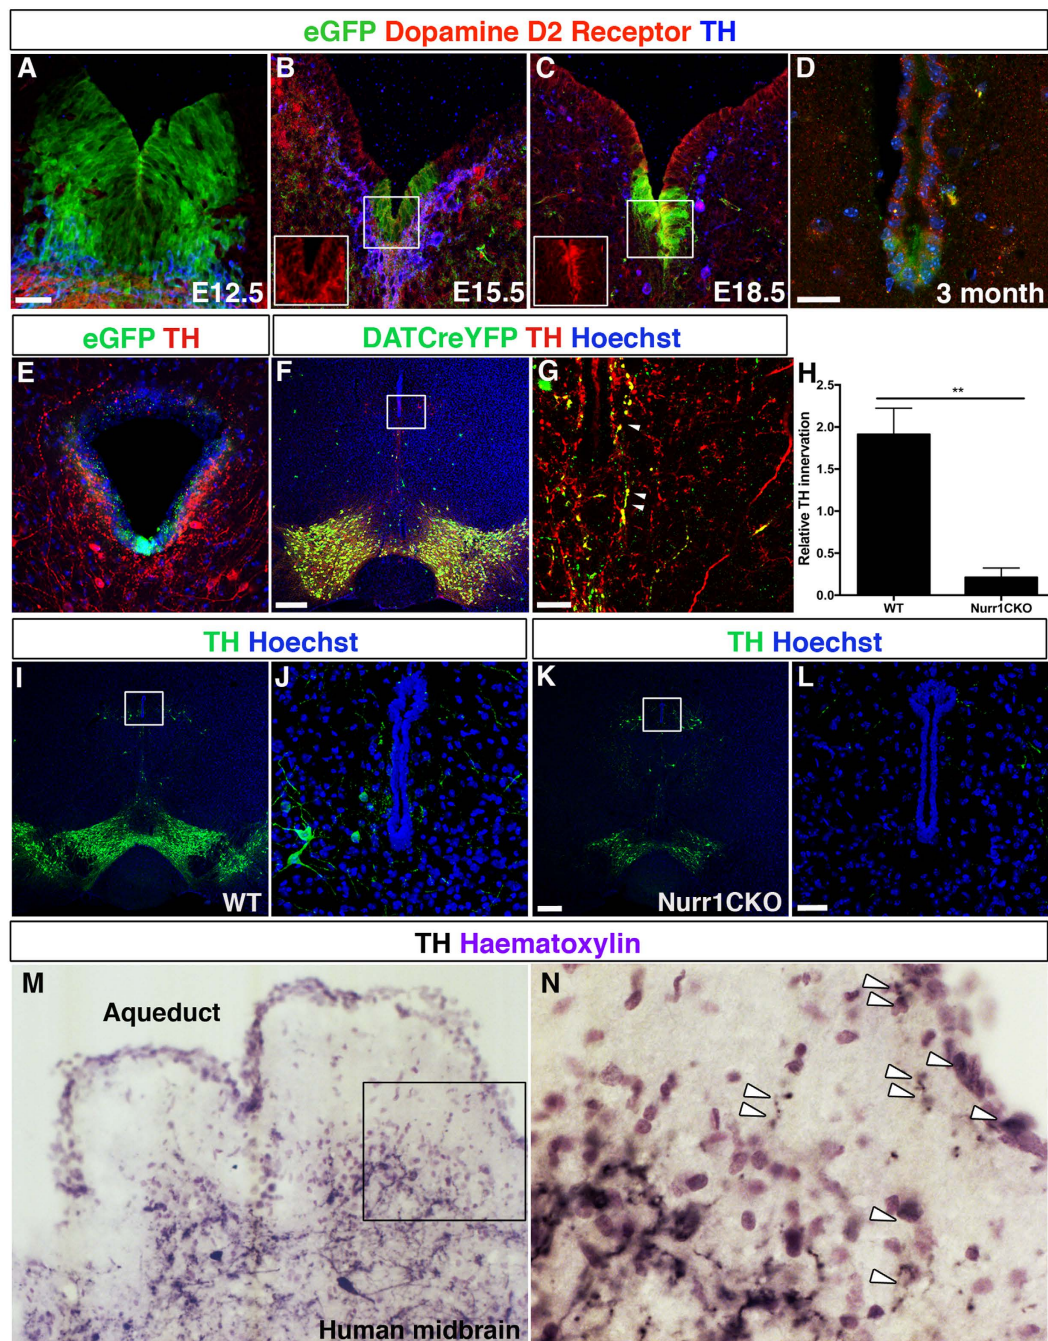 eGFP Dopamine D2 Receptor TH
A
B
C
D
E12.5
E15.5
E18.5
3 month
eGFP TH
DATCreYFP TH Hoechst
E
F
G
H
2.5
**
2.0
1.5
1.0
0.5
0.0
Relative TH innervation
WT
Nurr1CKO
TH Hoechst
TH Hoechst
I
J
K
L
WT
Nurr1CKO
TH Haematoxylin
M
N
Aqueduct
Human midbrain